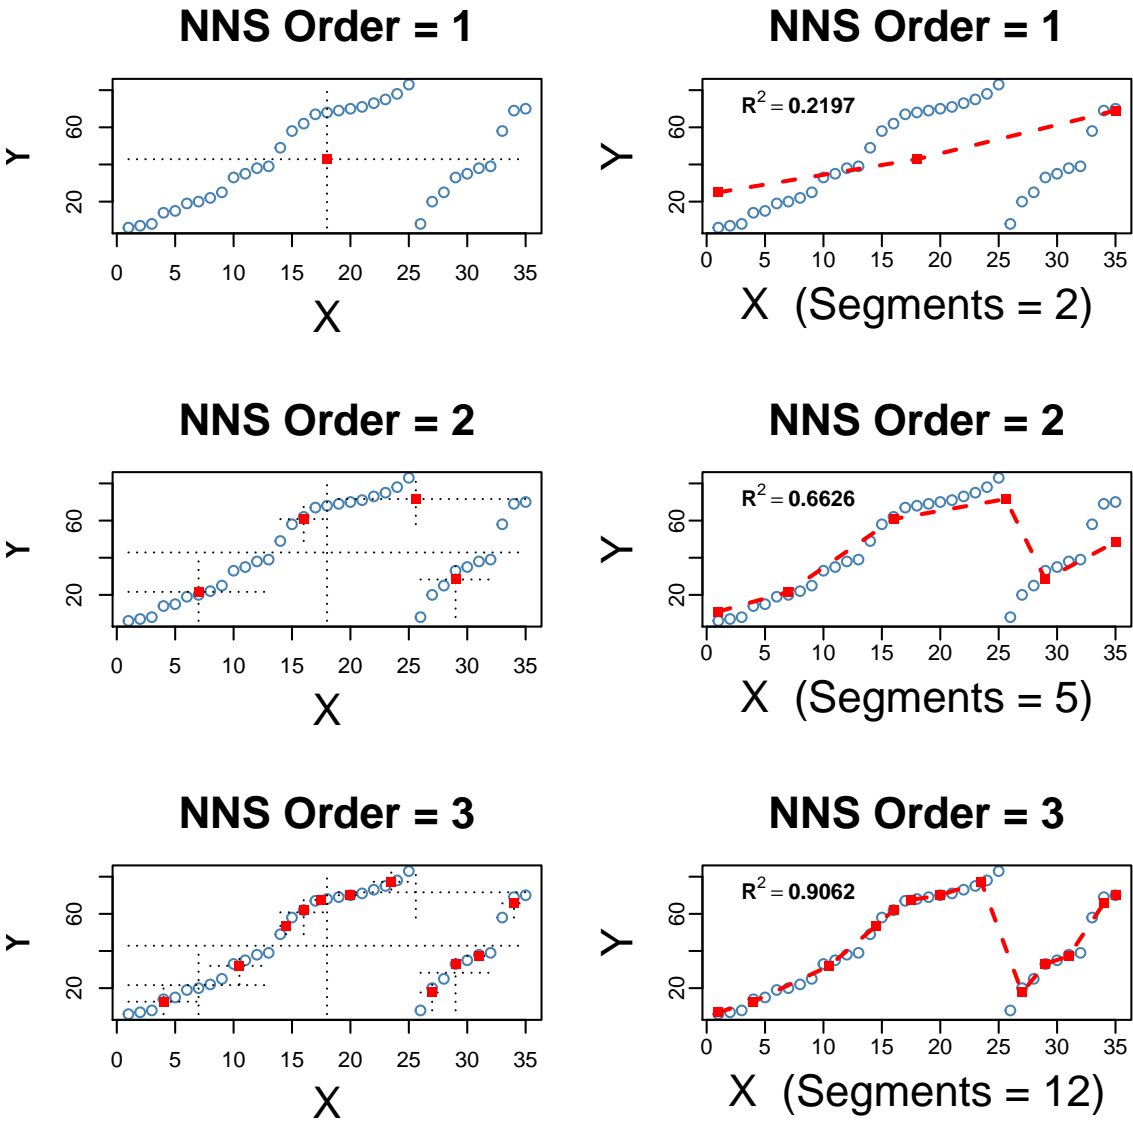 NNS Order = 1
Y
60
20
0 5 10 15 20 25 30 35
X
NNS Order = 1
R² = 0.2197
Y
60
20
0 5 10 15 20 25 30 35
X (Segments = 2)
NNS Order = 2
Y
60
20
0 5 10 15 20 25 30 35
X
NNS Order = 2
R² = 0.6626
Y
60
20
0 5 10 15 20 25 30 35
X (Segments = 5)
NNS Order = 3
Y
60
20
0 5 10 15 20 25 30 35
X
NNS Order = 3
R² = 0.9062
Y
60
20
0 5 10 15 20 25 30 35
X (Segments = 12)